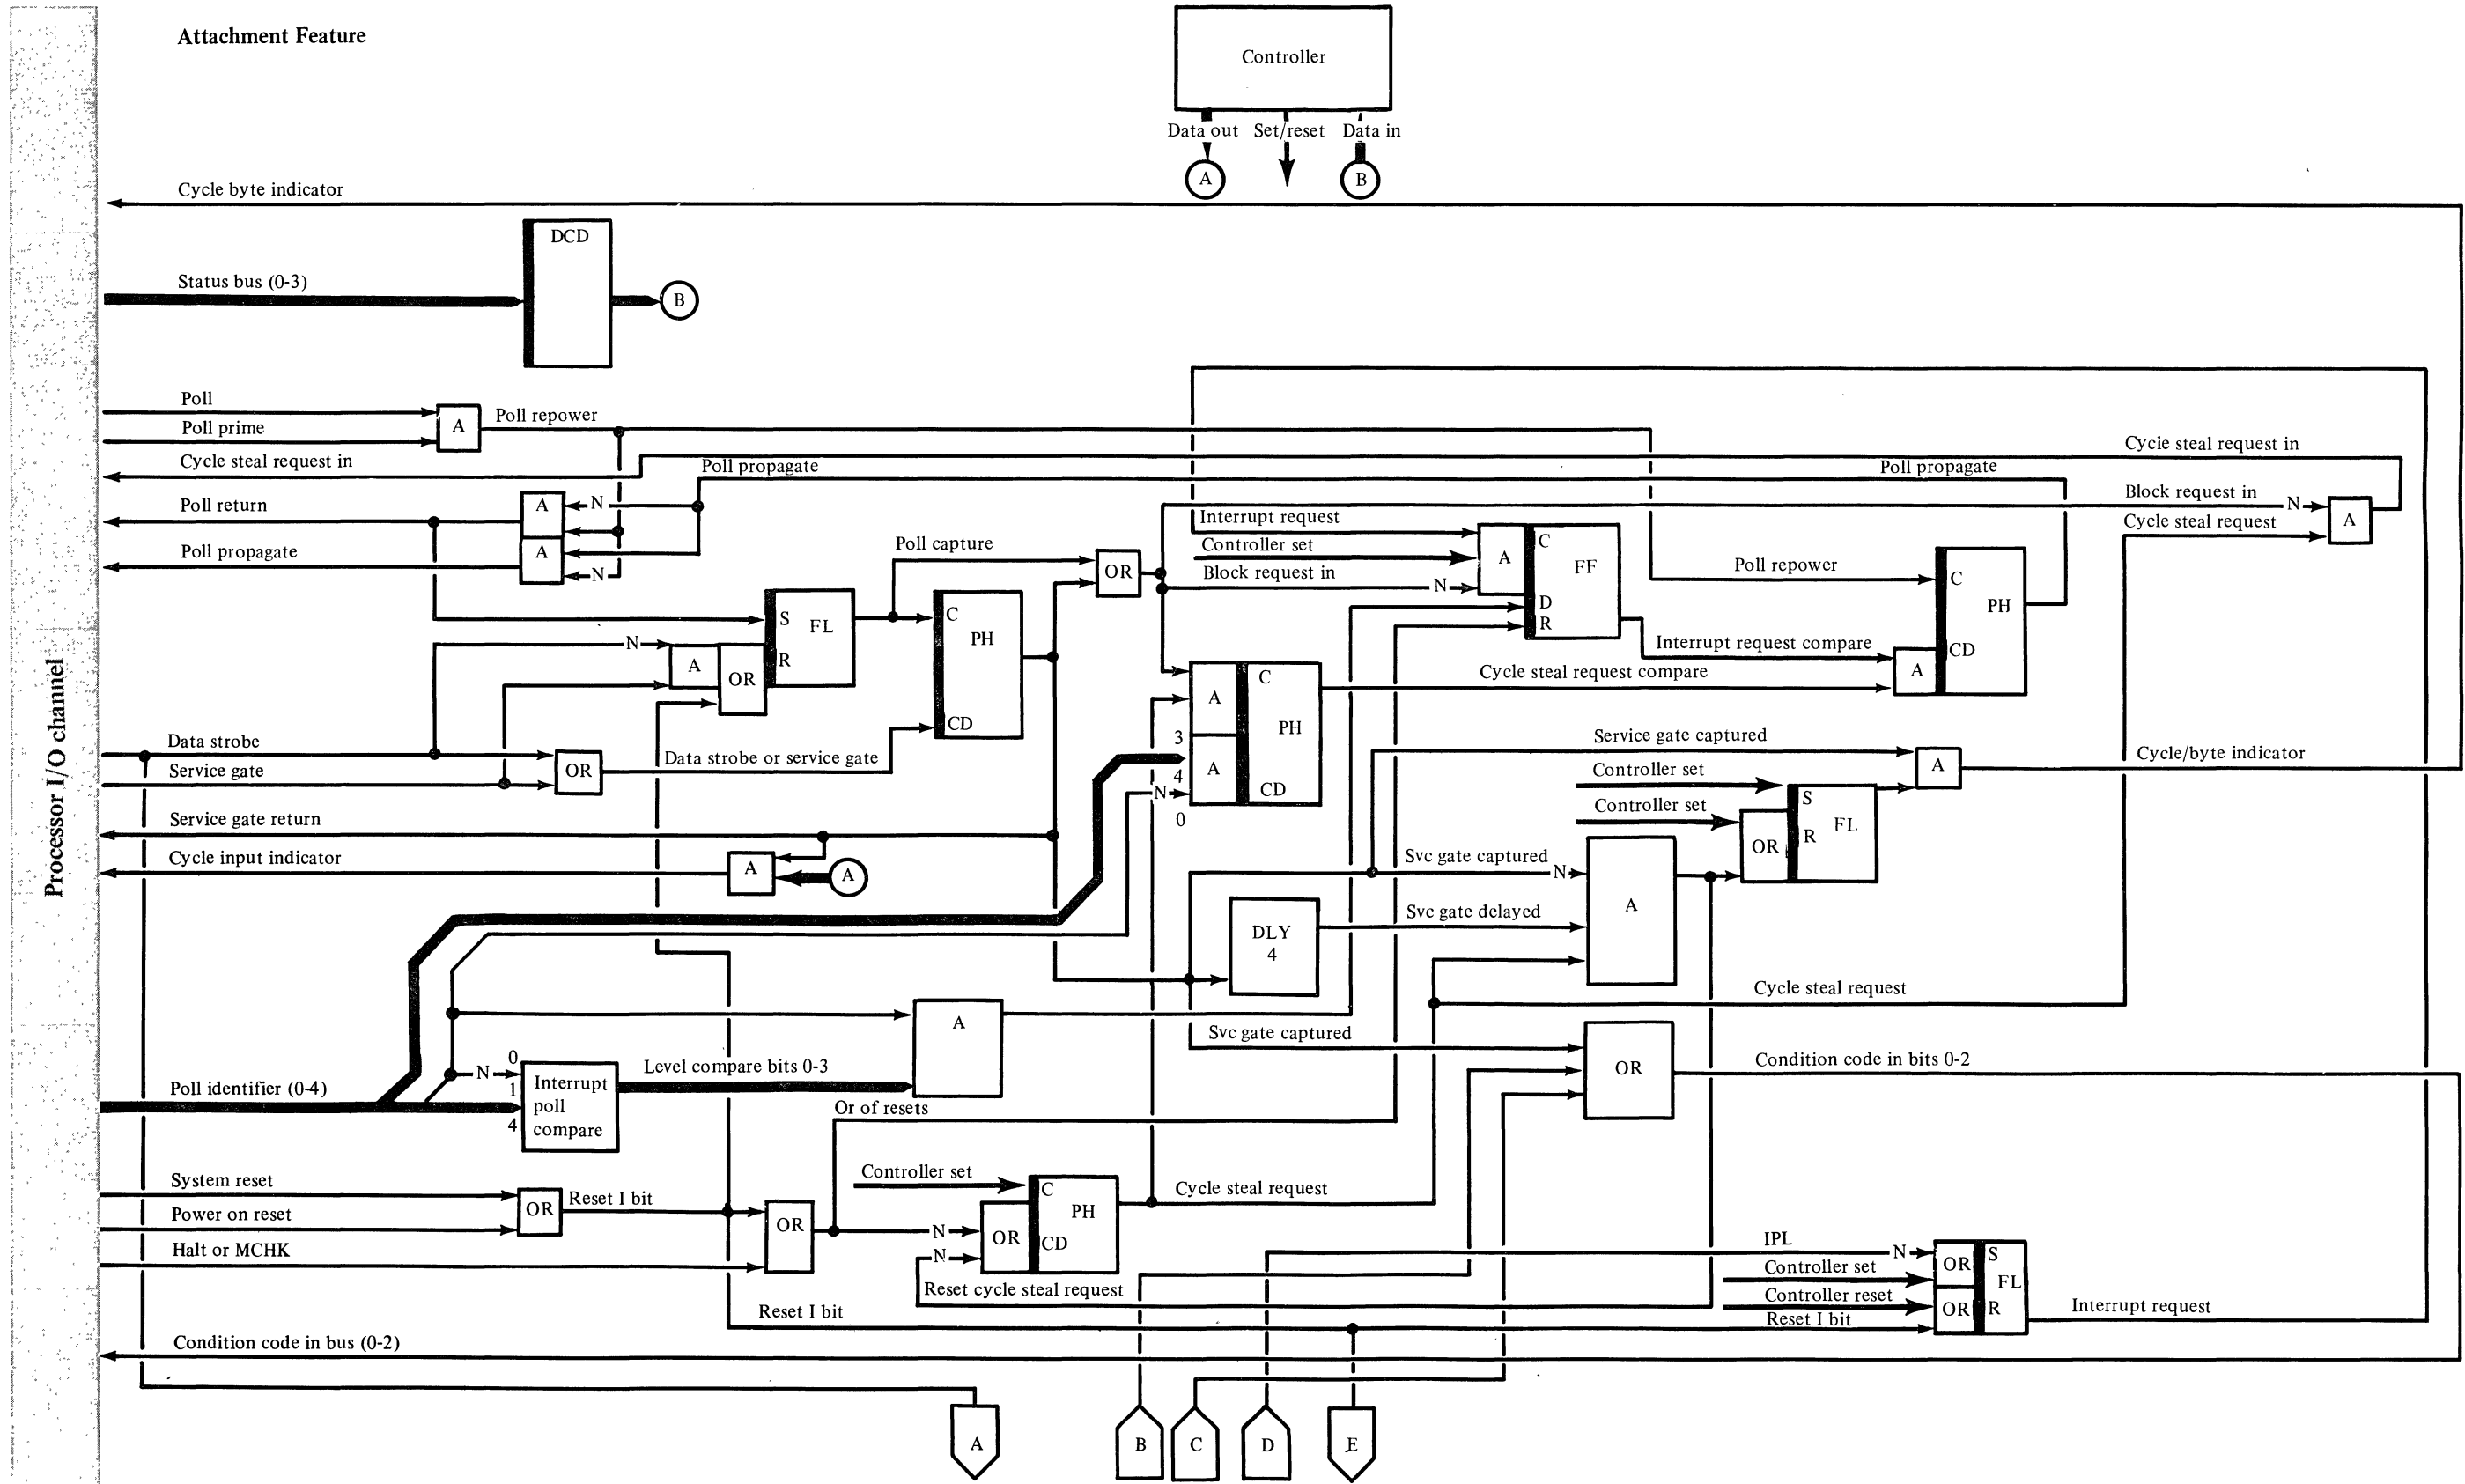 Attachment Feature
Controller
Data out
Set/reset
Data in
A
B
Cycle byte indicator
DCD
Status bus (0-3)
B
Poll
A
Poll repower
Poll prime
Cycle steal request in
Cycle steal request in
Poll propagate
Poll propagate
A
N
Poll return
Block request in
N
A
Interrupt request
Cycle steal request
Poll capture
Controller set
A
C
FF
Poll propagate
A
N
OR
Block request in
N
Poll repower
C
PH
D
R
S
FL
C
PH
R
N
A
OR
Interrupt request compare
A
CD
Cycle steal request compare
A
C
PH
CD
3
A
4
N
CD
0
Data strobe
Service gate
OR
Data strobe or service gate
Service gate captured
A
Cycle/byte indicator
Controller set
Controller set
S
FL
R
OR
Processor I/O channel
Service gate return
Cycle input indicator
A
A
Svc gate captured
N
A
Svc gate delayed
DLY
4
Cycle steal request
A
Svc gate captured
OR
Condition code in bits 0-2
0
N
1
4
Interrupt
poll
compare
Level compare bits 0-3
Poll identifier (0-4)
Or of resets
System reset
Power on reset
OR
Reset I bit
Halt or MCHK
OR
Controller set
N
N
OR
C
PH
CD
Cycle steal request
Reset cycle steal request
IPL
N
OR
S
FL
Controller set
Controller reset
OR
R
Reset I bit
Reset I bit
Interrupt request
Condition code in bus (0-2)
A
B
C
D
E